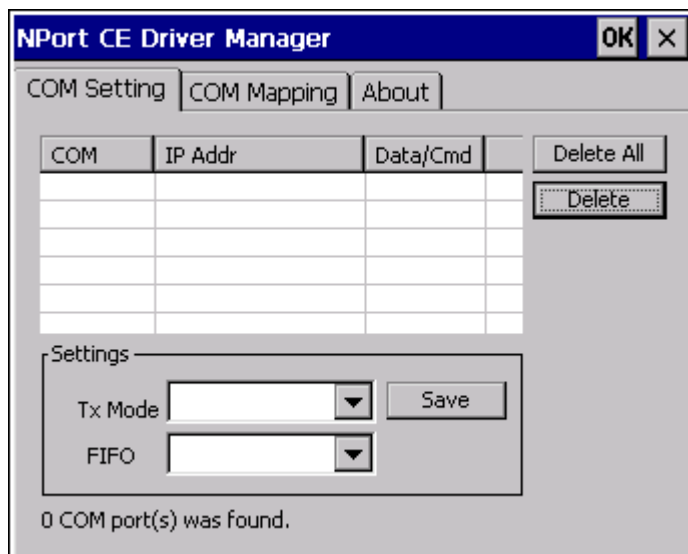 NPort CE Driver Manager OK ×
COM Setting COM Mapping About
COM IP Addr Data/Cmd Delete All
Delete
Settings
Tx Mode Save
FIFO
0 COM port(s) was found.